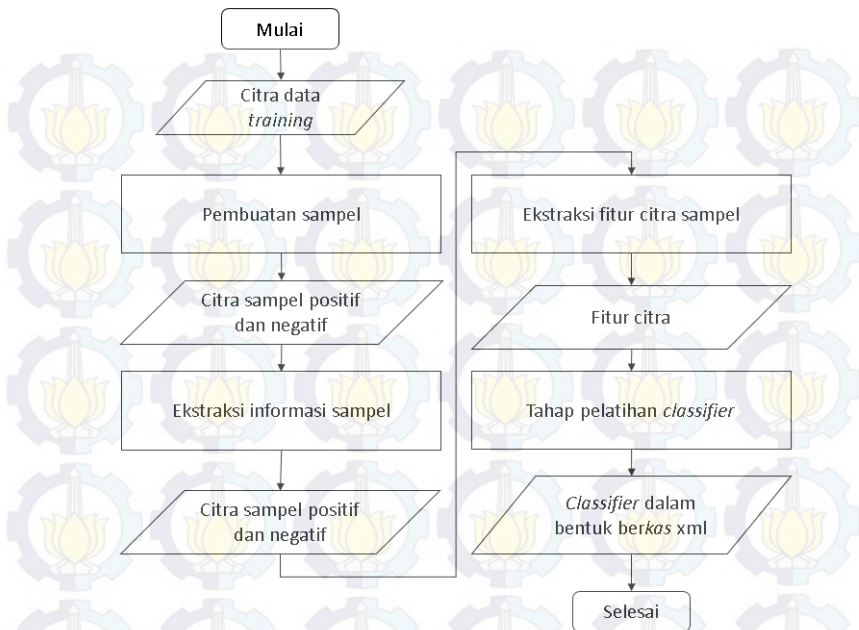 Mulai
Citra data
training
Pembuatan sampel
Citra sampel positif
dan negatif
Ekstraksi informasi sampel
Citra sampel positif
dan negatif
Ekstraksi fitur citra sampel
Fitur citra
Tahap pelatihan classifier
Classifier dalam
bentuk berkas xml
Selesai